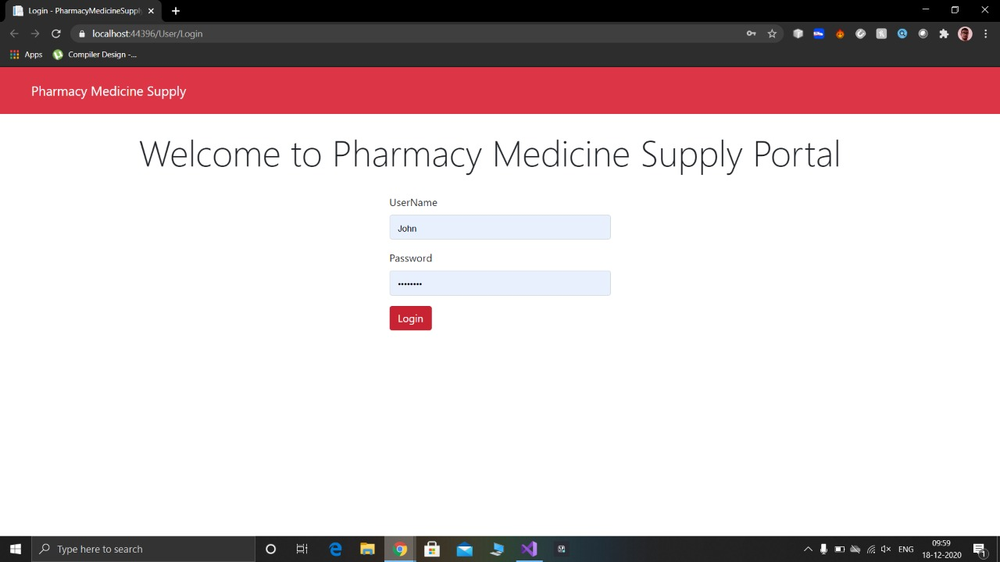 Login - PharmacyMedicineSuppl
localhost:44396/User/Login
Apps
Compiler Design -...
Pharmacy Medicine Supply
Welcome to Pharmacy Medicine Supply Portal
UserName
John
Password
••••••••
Login
Type here to search
ENG
09:59
18-12-2020
1